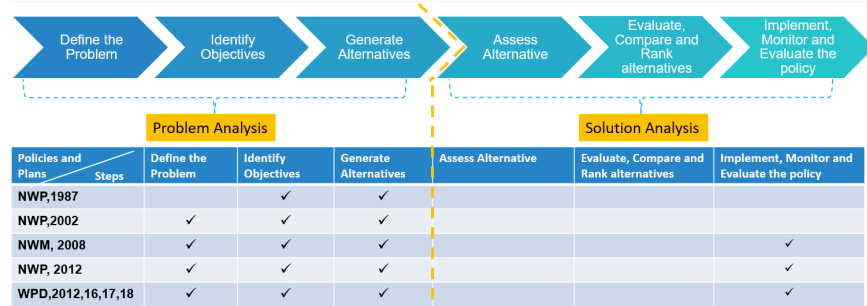 Define the
Problem
Identify
Objectives
Generate
Alternatives
Assess
Alternative
Evaluate,
Compare and
Rank
alternatives
Implement,
Monitor and
Evaluate the
policy
Problem Analysis
Solution Analysis
Policies and
Plans
Steps
Define the
Problem
Identify
Objectives
Generate
Alternatives
Assess Alternative
Evaluate, Compare and
Rank alternatives
Implement, Monitor and
Evaluate the policy
NWP,1987 ✓ ✓
NWP,2002 ✓ ✓ ✓
NWM, 2008 ✓ ✓ ✓ ✓
NWP, 2012 ✓ ✓ ✓ ✓
WPD,2012,16,17,18 ✓ ✓ ✓ ✓